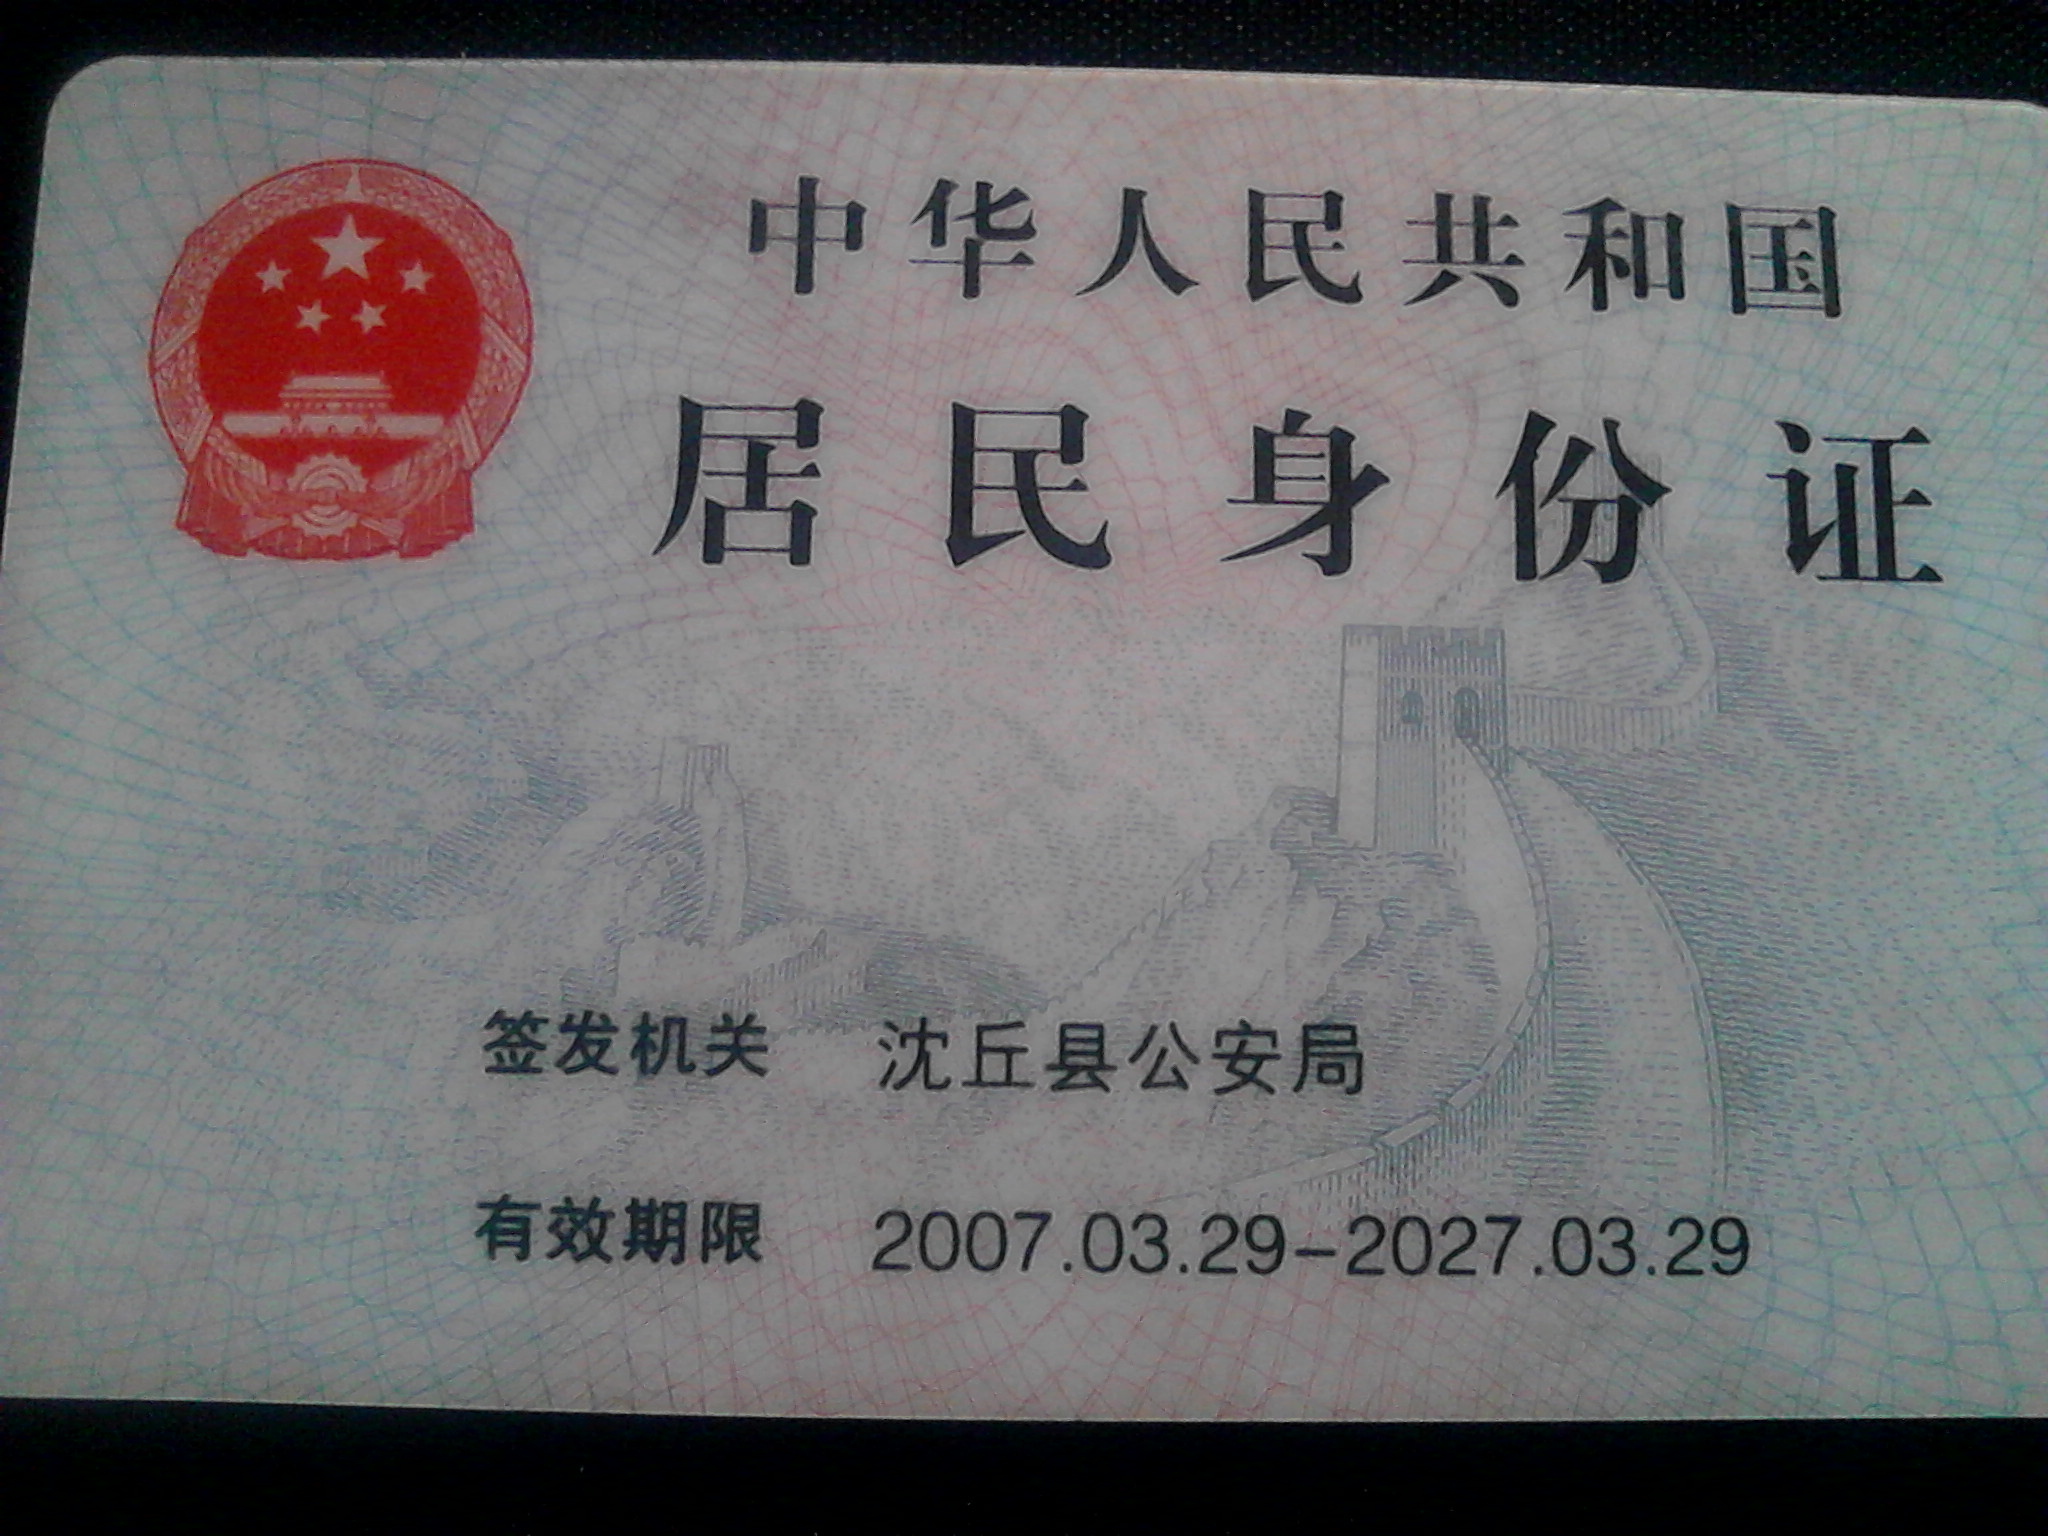 中华人民共和国
居民身份证
签发机关 沈丘县公安局
有效期限 2007.03.29-2027.03.29